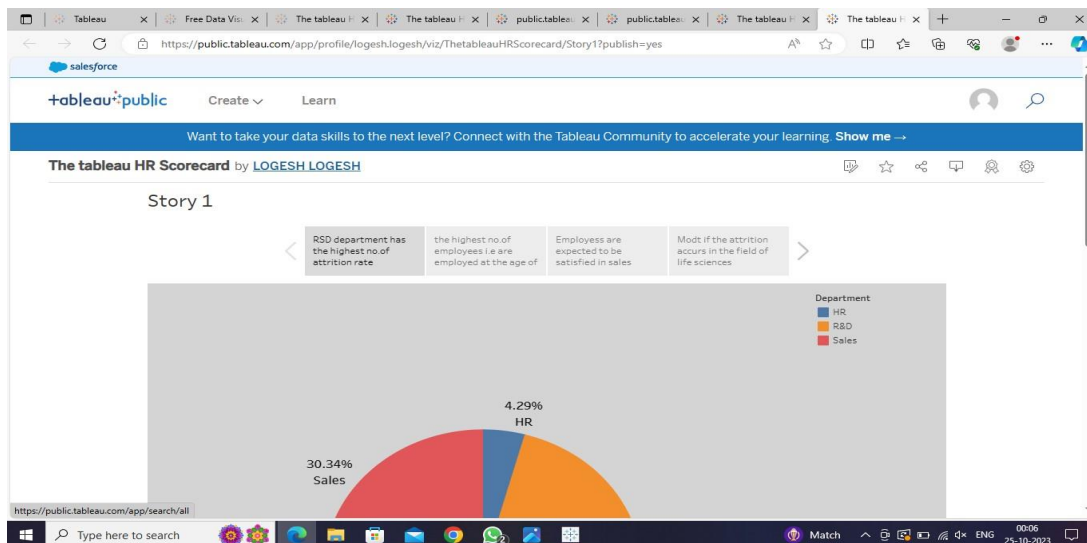 Tableau
Free Data Visu
The tableau H
The tableau H
public.tableau
public.tableau
The tableau H
The tableau H
https://public.tableau.com/app/profile/logesh.logesh/viz/ThetableauHRScorecard/Story1?publish=yes
salesforce
+ableau public
Create
Learn
Want to take your data skills to the next level? Connect with the Tableau Community to accelerate your learning. Show me →
The tableau HR Scorecard by LOGESH LOGESH
Story 1
RSD department has
the highest no.of
attrition rate
the highest no.of
employees i.e are
employed at the age of
Employess are
expected to be
satisfied in sales
Modt if the attrition
accurs in the field of
life sciences
Department
HR
R&D
Sales
4.29%
HR
30.34%
Sales
https://public.tableau.com/app/search/all
Type here to search
Match
ENG
00:06
25-10-2023